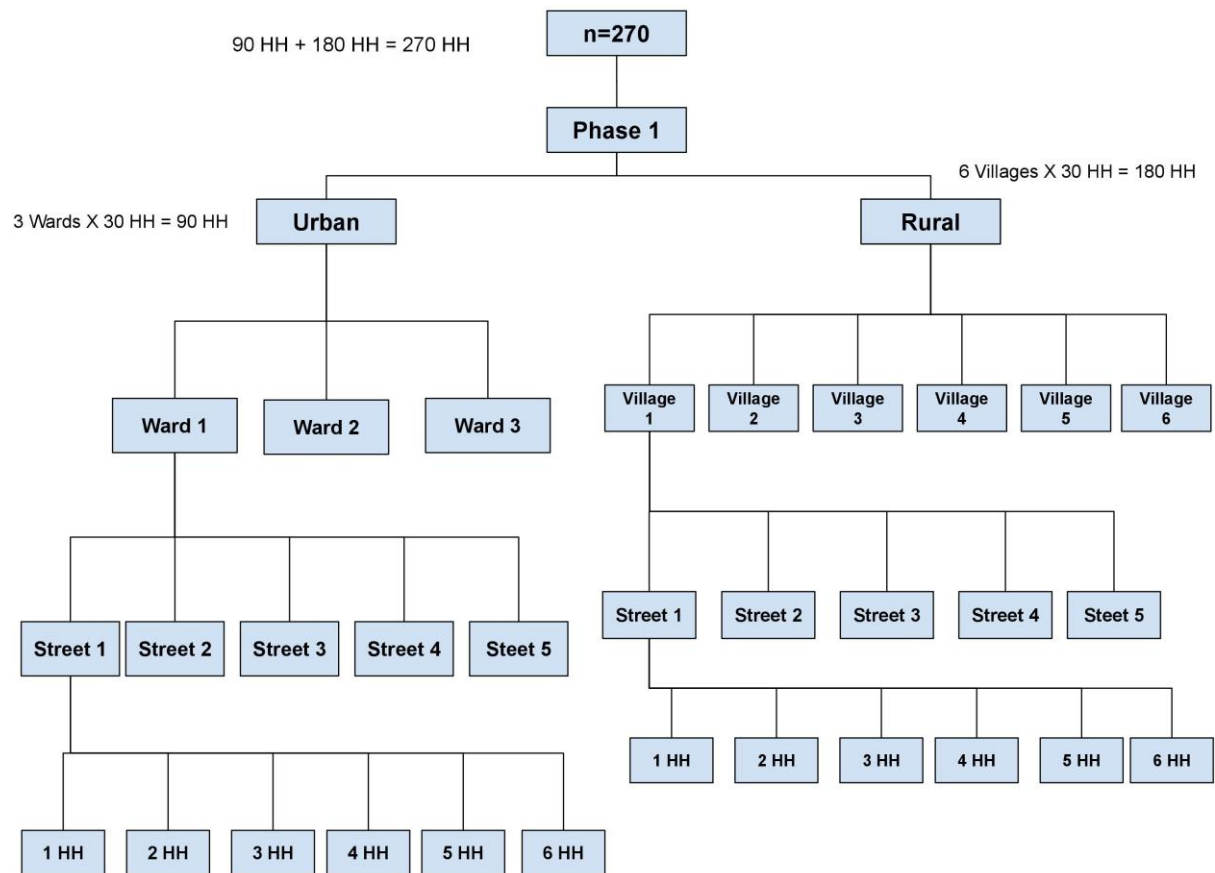 n=270
90 HH + 180 HH = 270 HH
Phase 1
6 Villages X 30 HH = 180 HH
3 Wards X 30 HH = 90 HH
Urban
Rural
Ward 1
Ward 2
Ward 3
Village
1
Village
2
Village
3
Village
4
Village
5
Village
6
Street 1
Street 2
Street 3
Street 4
Steet 5
Street 1
Street 2
Street 3
Street 4
Steet 5
1 HH
2 HH
3 HH
4 HH
5 HH
6 HH
1 HH
2 HH
3 HH
4 HH
5 HH
6 HH